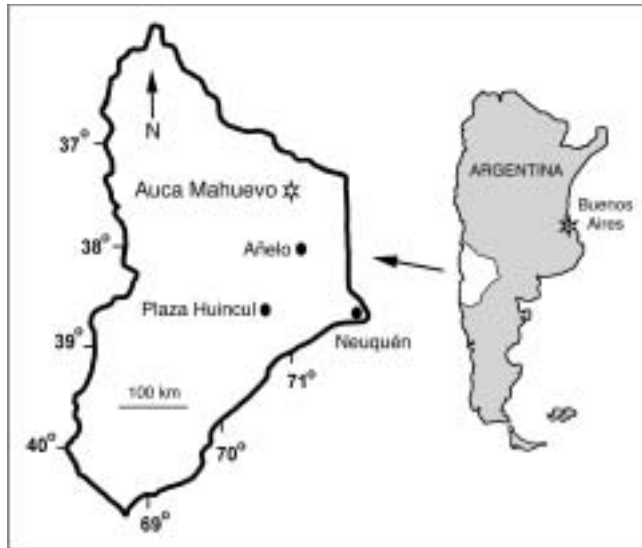 N
37°
Auca Mahuevo
38°
Añelo
Plaza Huincul
Neuquén
39°
71°
100 km
70°
40°
69°
ARGENTINA
Buenos
Aires